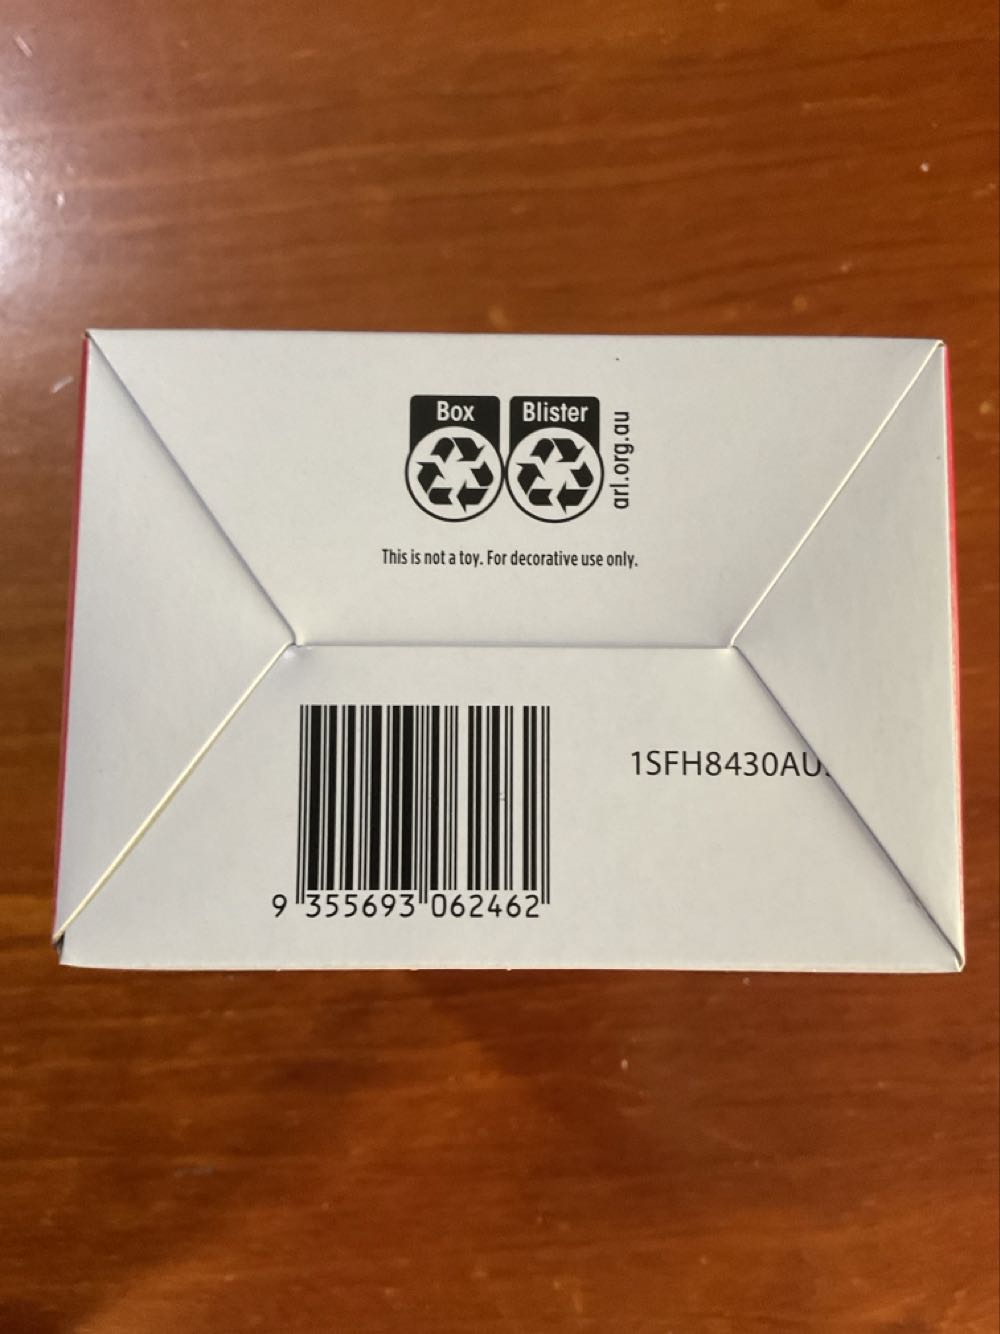 Box Blister
arl.org.au
This is not a toy. For decorative use only.
1SFH8430AU
9 355693 062462